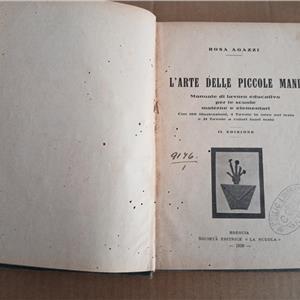 ROSA AGAZZI
L'ARTE DELLE PICCOLE MANI
Manuale di lavoro educativo
per le scuole
materne e elementari
II. EDIZIONE
9176.
1
BRESCIA
SOCIETÀ EDITRICE « LA SCUOLA »